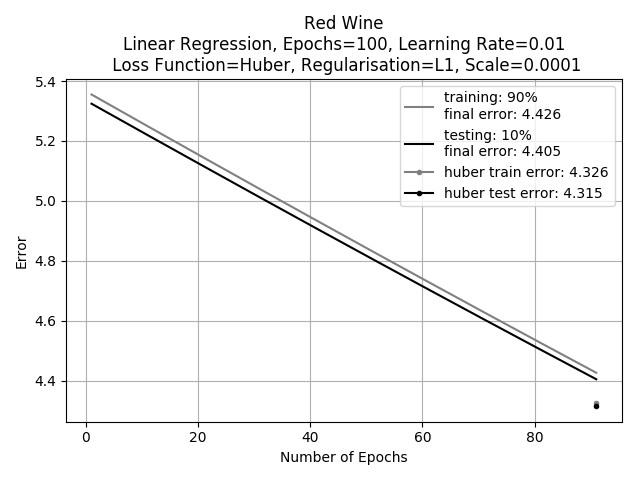 Red Wine
Linear Regression, Epochs=100, Learning Rate=0.01
Loss Function=Huber, Regularisation=L1, Scale=0.0001
training: 90%
final error: 4.426
testing: 10%
final error: 4.405
huber train error: 4.326
huber test error: 4.315
Error
5.4
5.2
5.0
4.8
4.6
4.4
0 20 40 60 80
Number of Epochs